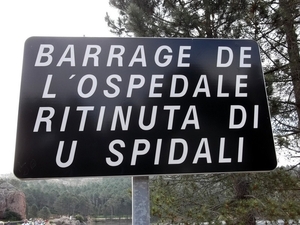 BARRAGE DE
L'OSPEDALE
RITINUTA DI
U SPIDALI